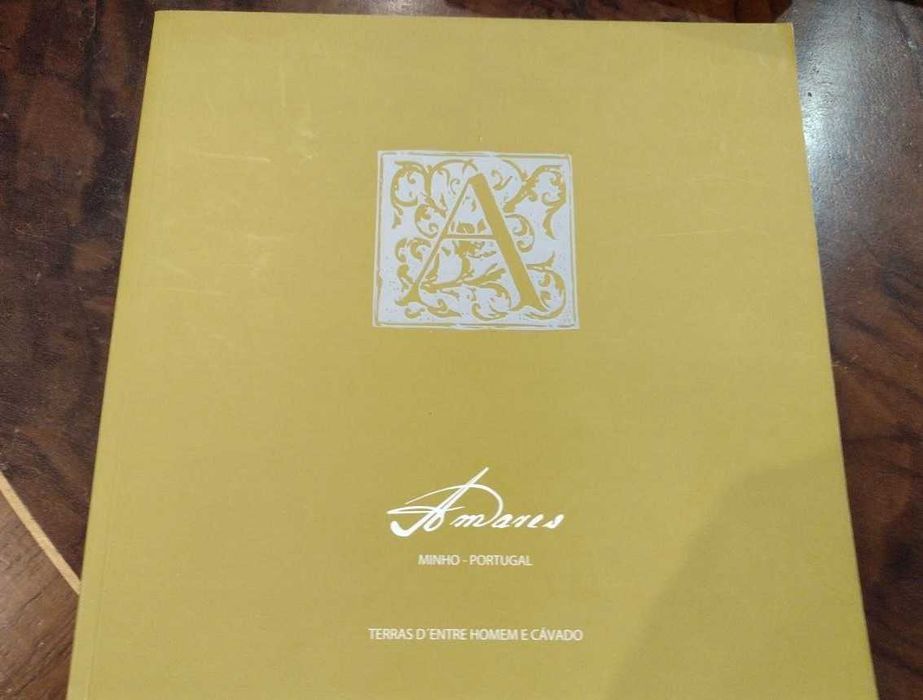 A
Amares
MINHO - PORTUGAL
TERRAS D´ENTRE HOMEM E CÁVADO